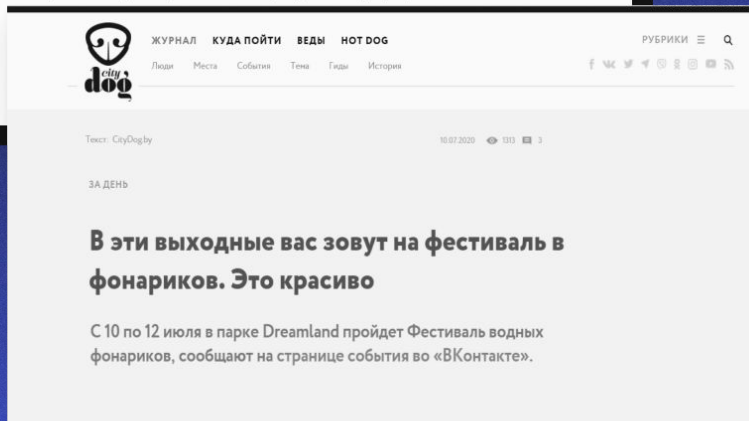 city
dog
ЖУРНАЛ КУДА ПОЙТИ ВЕДЫ HOT DOG
РУБРИКИ
Люди Места События Тема Гиды История
Текст: CityDog.by
10.07.2020 1313 3
ЗА ДЕНЬ
В эти выходные вас зовут на фестиваль в
фонариков. Это красиво
С 10 по 12 июля в парке Dreamland пройдет Фестиваль водных
фонариков, сообщают на странице события во «ВКонтакте».